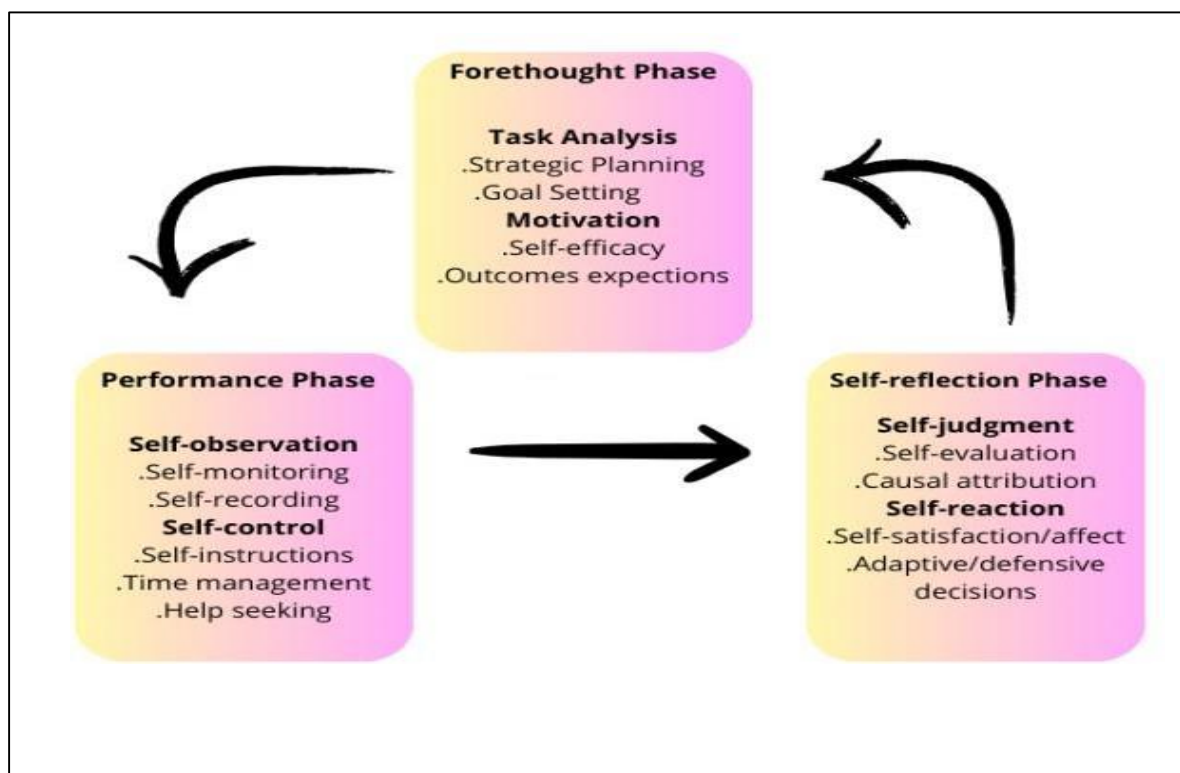 Forethought Phase
Task Analysis
.Strategic Planning
.Goal Setting
Motivation
.Self-efficacy
.Outcomes expections
Performance Phase
Self-observation
.Self-monitoring
.Self-recording
Self-control
.Self-instructions
.Time management
.Help seeking
Self-reflection Phase
Self-judgment
.Self-evaluation
.Causal attribution
Self-reaction
.Self-satisfaction/affect
.Adaptive/defensive
decisions